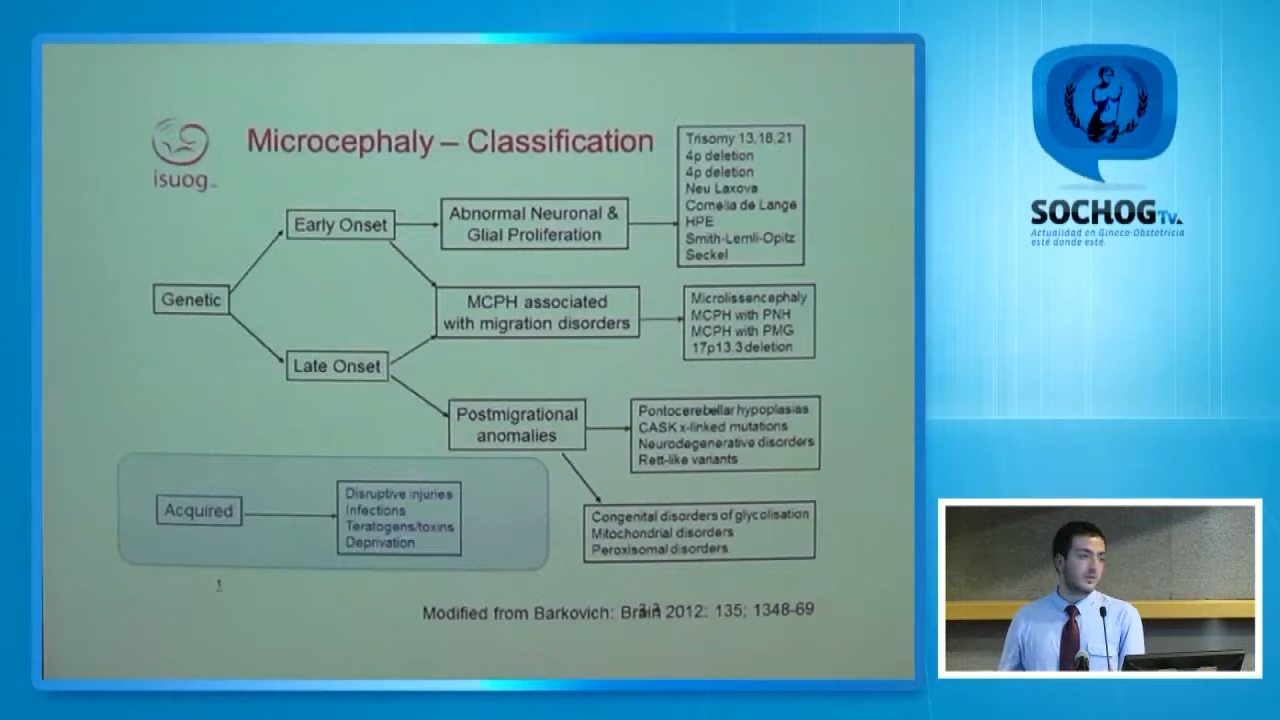 isuog
Microcephaly – Classification
Genetic
Early Onset
Late Onset
Abnormal Neuronal &
Glial Proliferation
MCPH associated
with migration disorders
Postmigrational
anomalies
Trisomy 13,18,21
4p deletion
4p deletion
Neu Laxova
Cornelia de Lange
HPE
Smith-Lemli-Opitz
Seckel
Microlissencephaly
MCPH with PNH
MCPH with PMG
17p13.3 deletion
Pontocerebellar hypoplasias
CASK x-linked mutations
Neurodegenerative disorders
Rett-like variants
Congenital disorders of glycolisation
Mitochondrial disorders
Peroxisomal disorders
Acquired
Disruptive injuries
Infections
Teratogens/toxins
Deprivation
1
Modified from Barkovich: Brain 2012: 135; 1348-69
SOCHOG Tv.
Actualidad en Gineco-Obstetricia
esté donde esté.